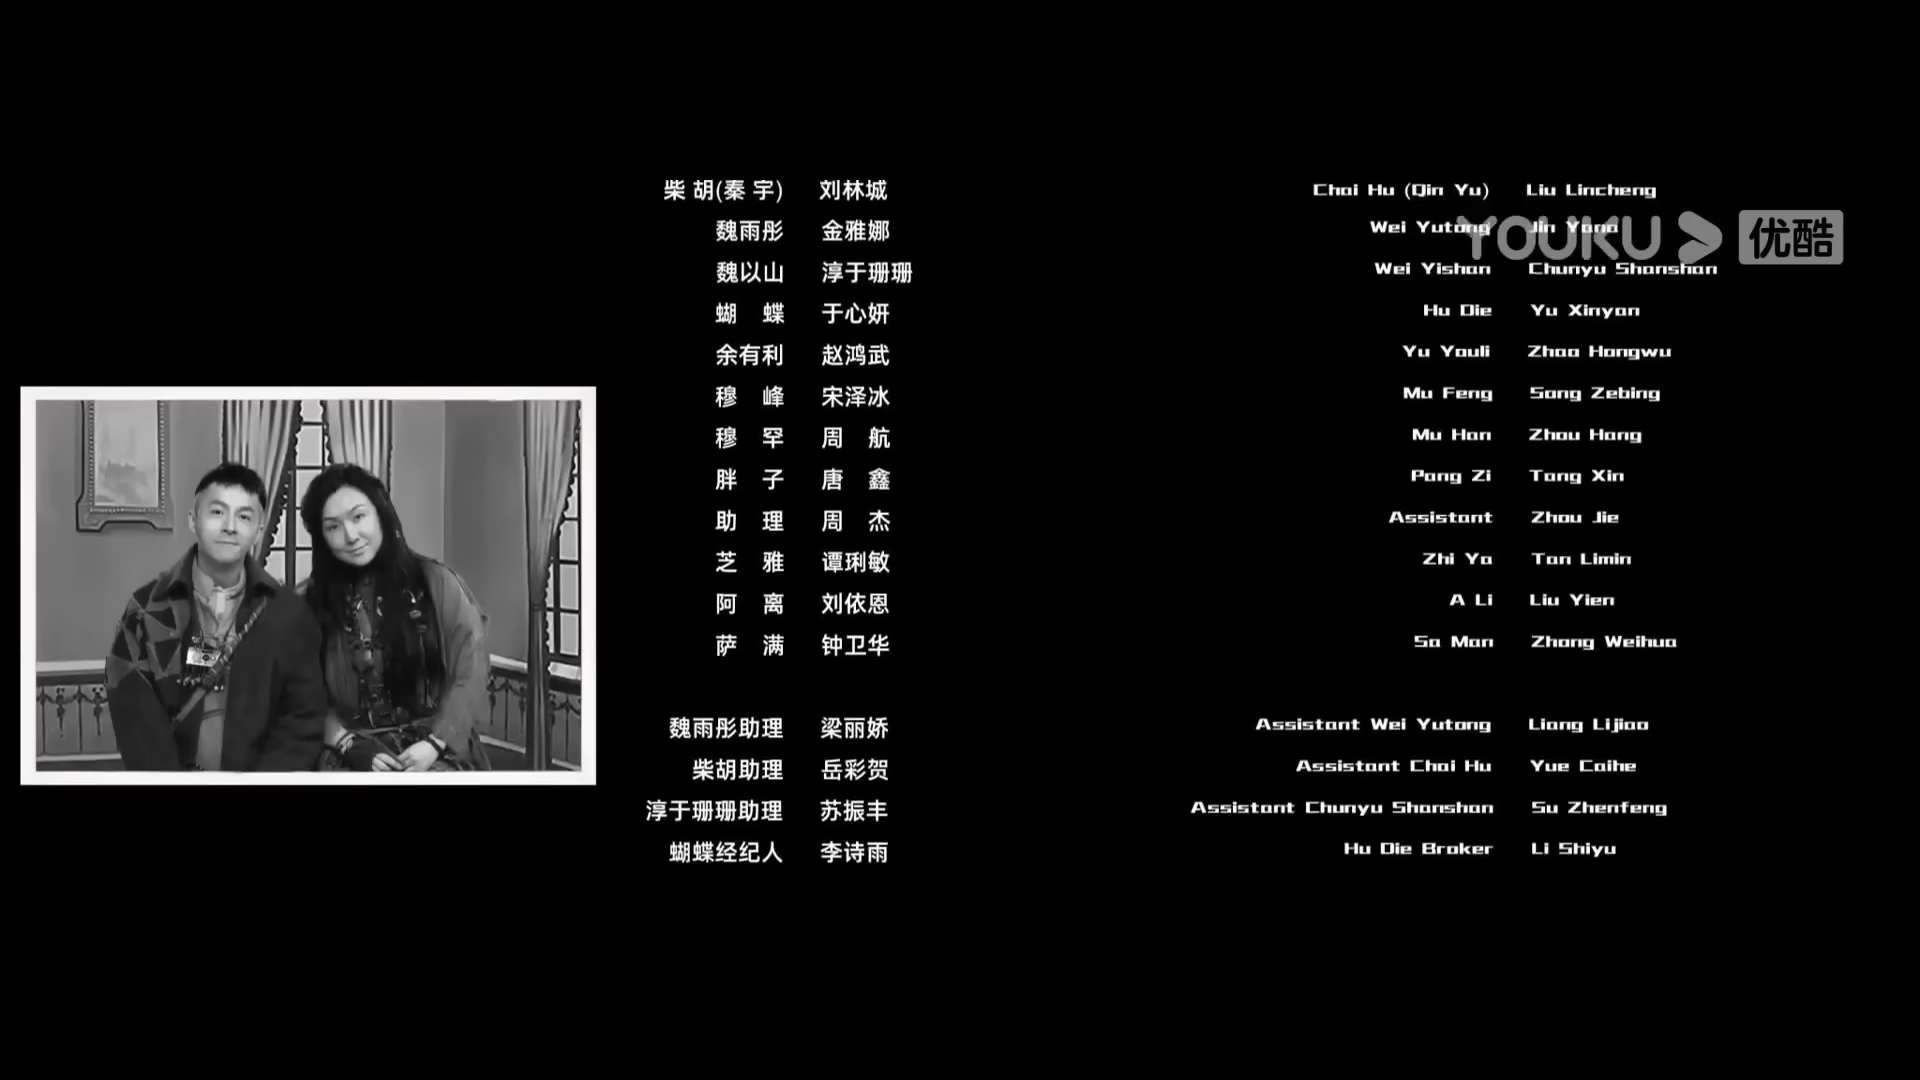 柴 胡(秦 宇) 刘林城 Chai Hu (Qin Yu) Liu Lincheng
魏雨彤 金雅娜 Wei Yutong Jin Yana
YOUKU 优酷
魏以山 淳于珊珊 Wei Yishan Chunyu Shanshan
蝴 蝶 于心妍 Hu Die Yu Xinyan
余有利 赵鸿武 Yu Youli Zhao Hongwu
穆 峰 宋泽冰 Mu Feng Song Zebing
穆 罕 周 航 Mu Han Zhou Hang
胖 子 唐 鑫 Pang Zi Tang Xin
助 理 周 杰 Assistant Zhou Jie
芝 雅 谭琍敏 Zhi Ya Tan Limin
阿 离 刘依恩 A Li Liu Yien
萨 满 钟卫华 Sa Man Zhong Weihua
魏雨彤助理 梁丽娇 Assistant Wei Yutong Liang Lijiao
柴胡助理 岳彩贺 Assistant Chai Hu Yue Caihe
淳于珊珊助理 苏振丰 Assistant Chunyu Shanshan Su Zhenfeng
蝴蝶经纪人 李诗雨 Hu Die Broker Li Shiyu